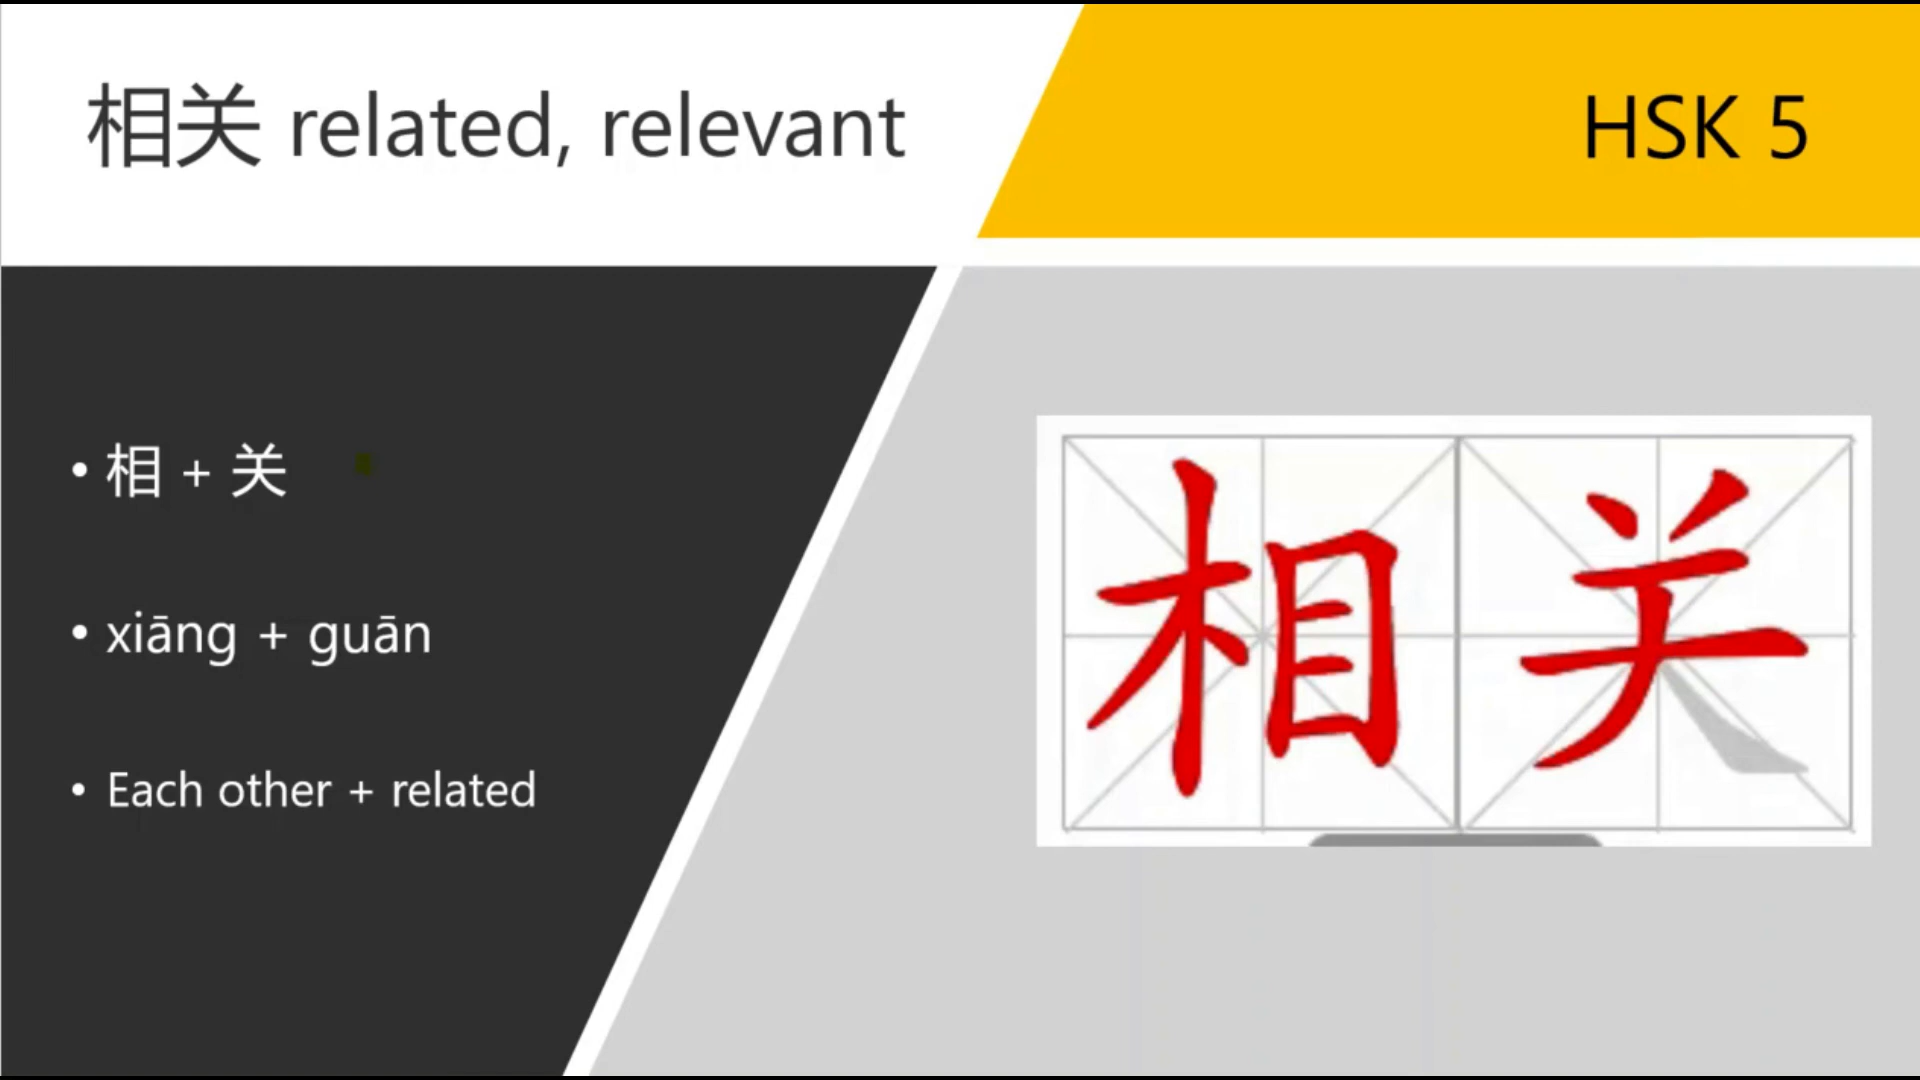 相关 related, relevant
HSK 5
• 相 + 关
• xiāng + guān
• Each other + related
相关